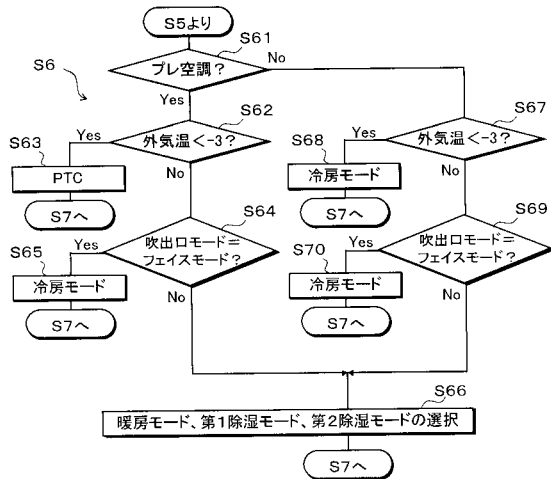 S5より
S61
プレ空調?
No
S6
Yes
S62
外気温<-3?
Yes
S63
PTC
S7へ
No
S64
吹出口モード=
フェイスモード?
Yes
S65
冷房モード
S7へ
No
S67
外気温<-3?
Yes
S68
冷房モード
S7へ
No
S69
吹出口モード=
フェイスモード?
Yes
S70
冷房モード
S7へ
No
S66
暖房モード、第1除湿モード、第2除湿モードの選択
S7へ